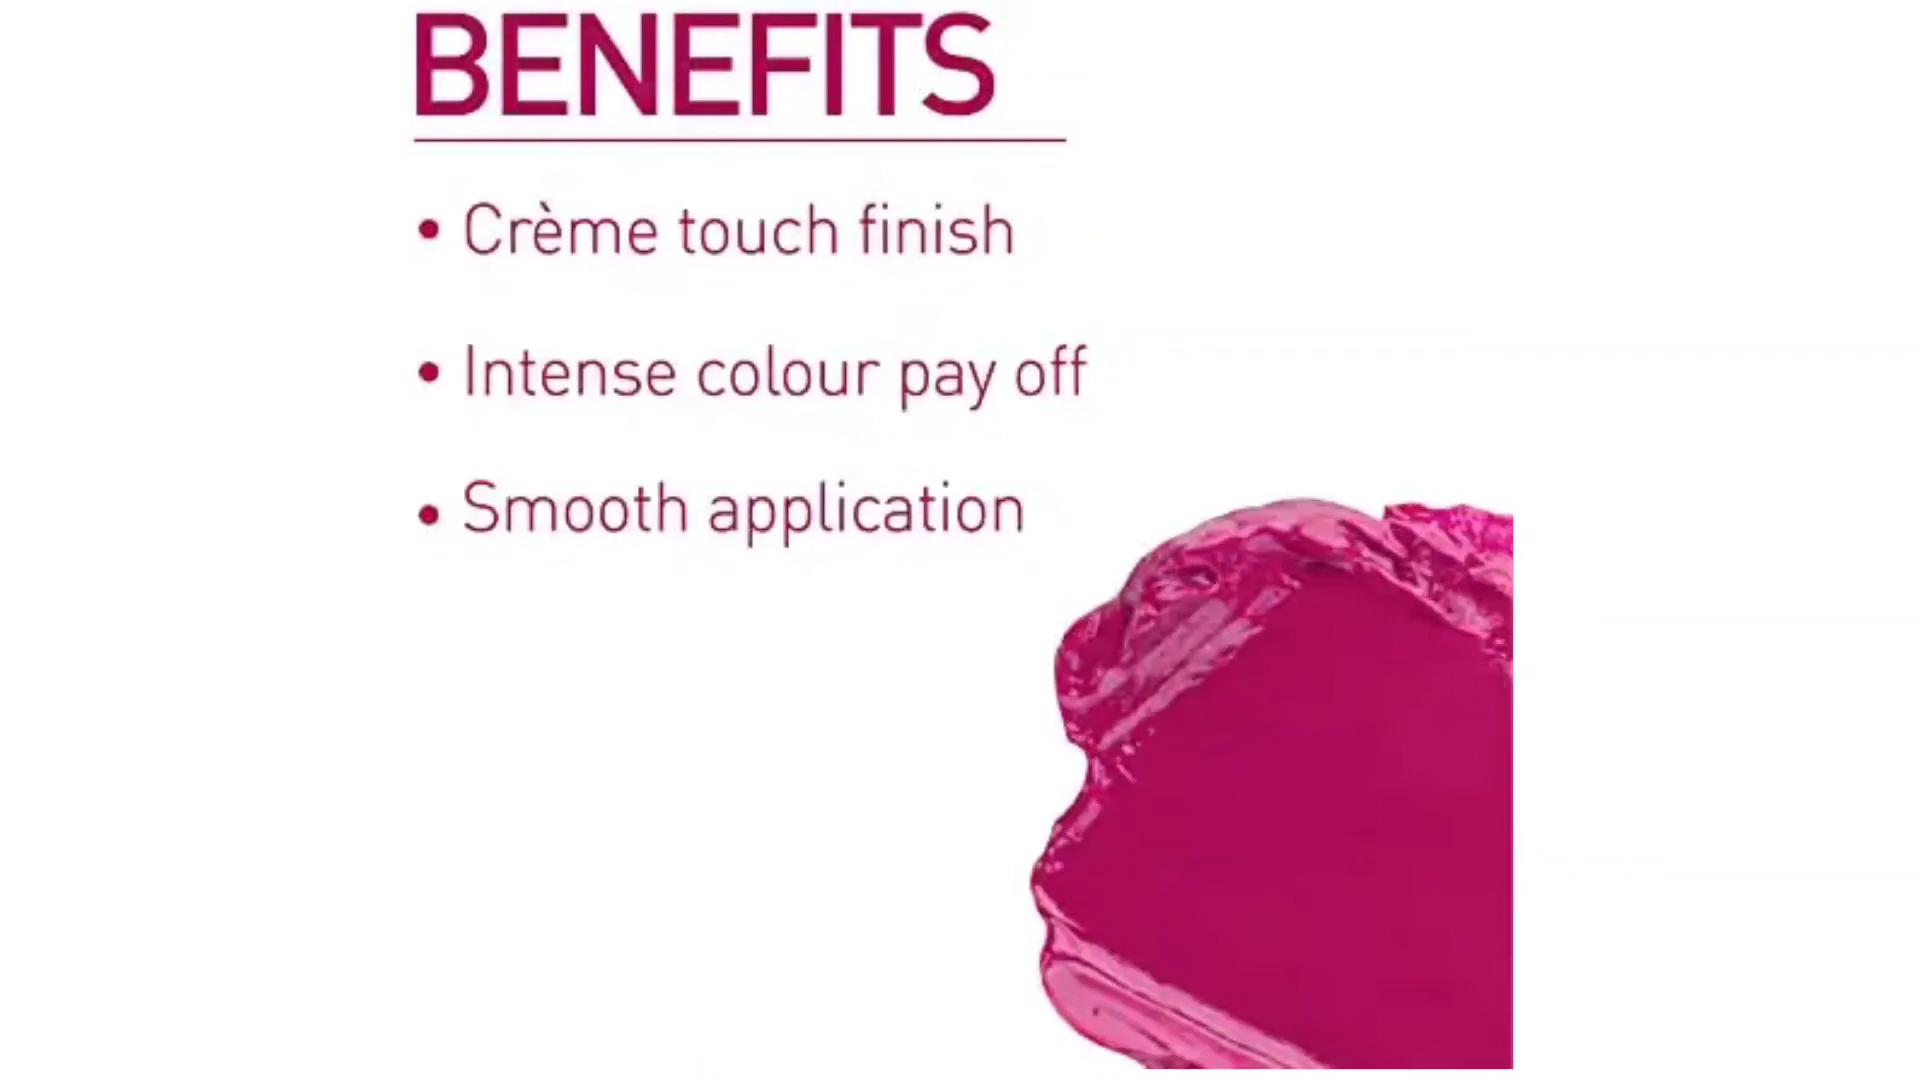 BENEFITS
• Crème touch finish
• Intense colour pay off
• Smooth application